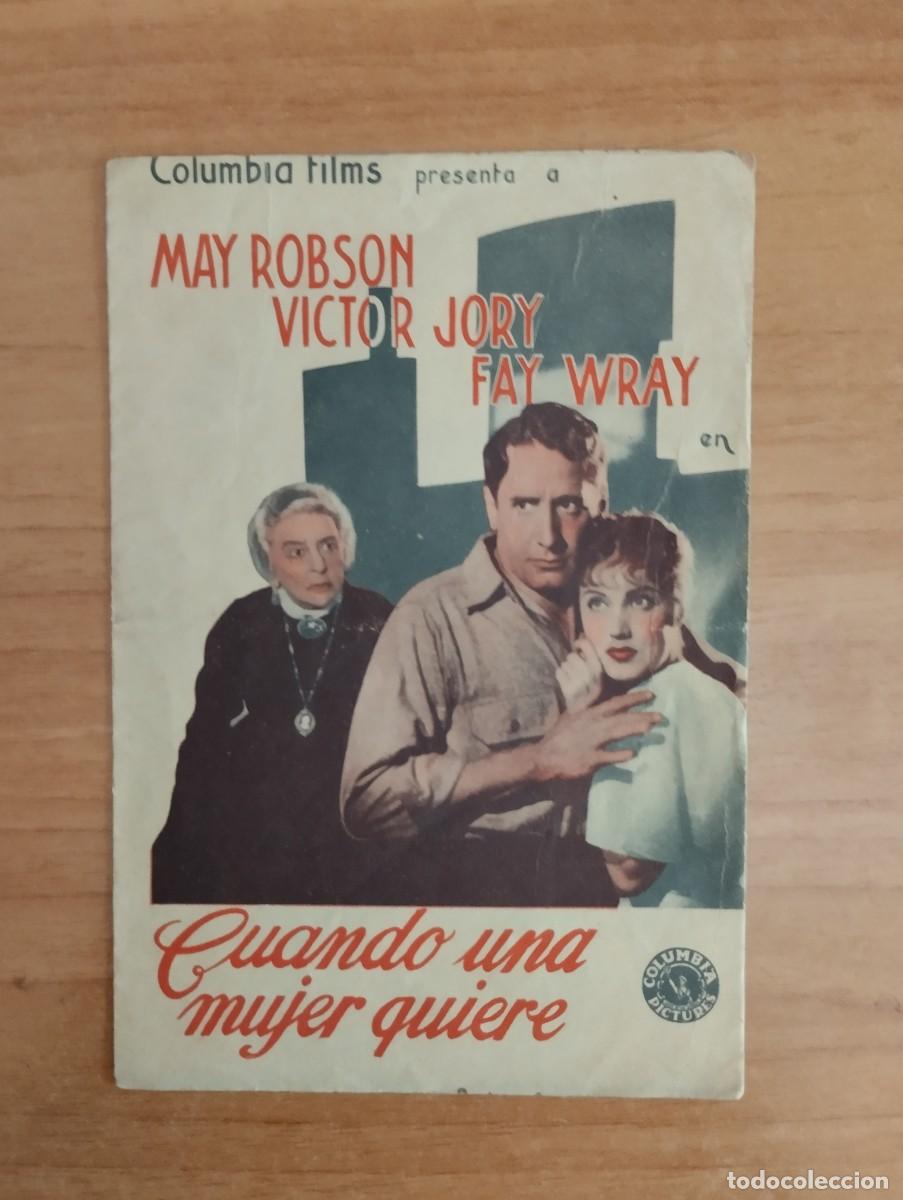 Columbia films presenta a
MAY ROBSON
VICTOR JORY
FAY WRAY
en
Cuando una
mujer quiere
COLUMBIA
PICTURES
todocoleccion